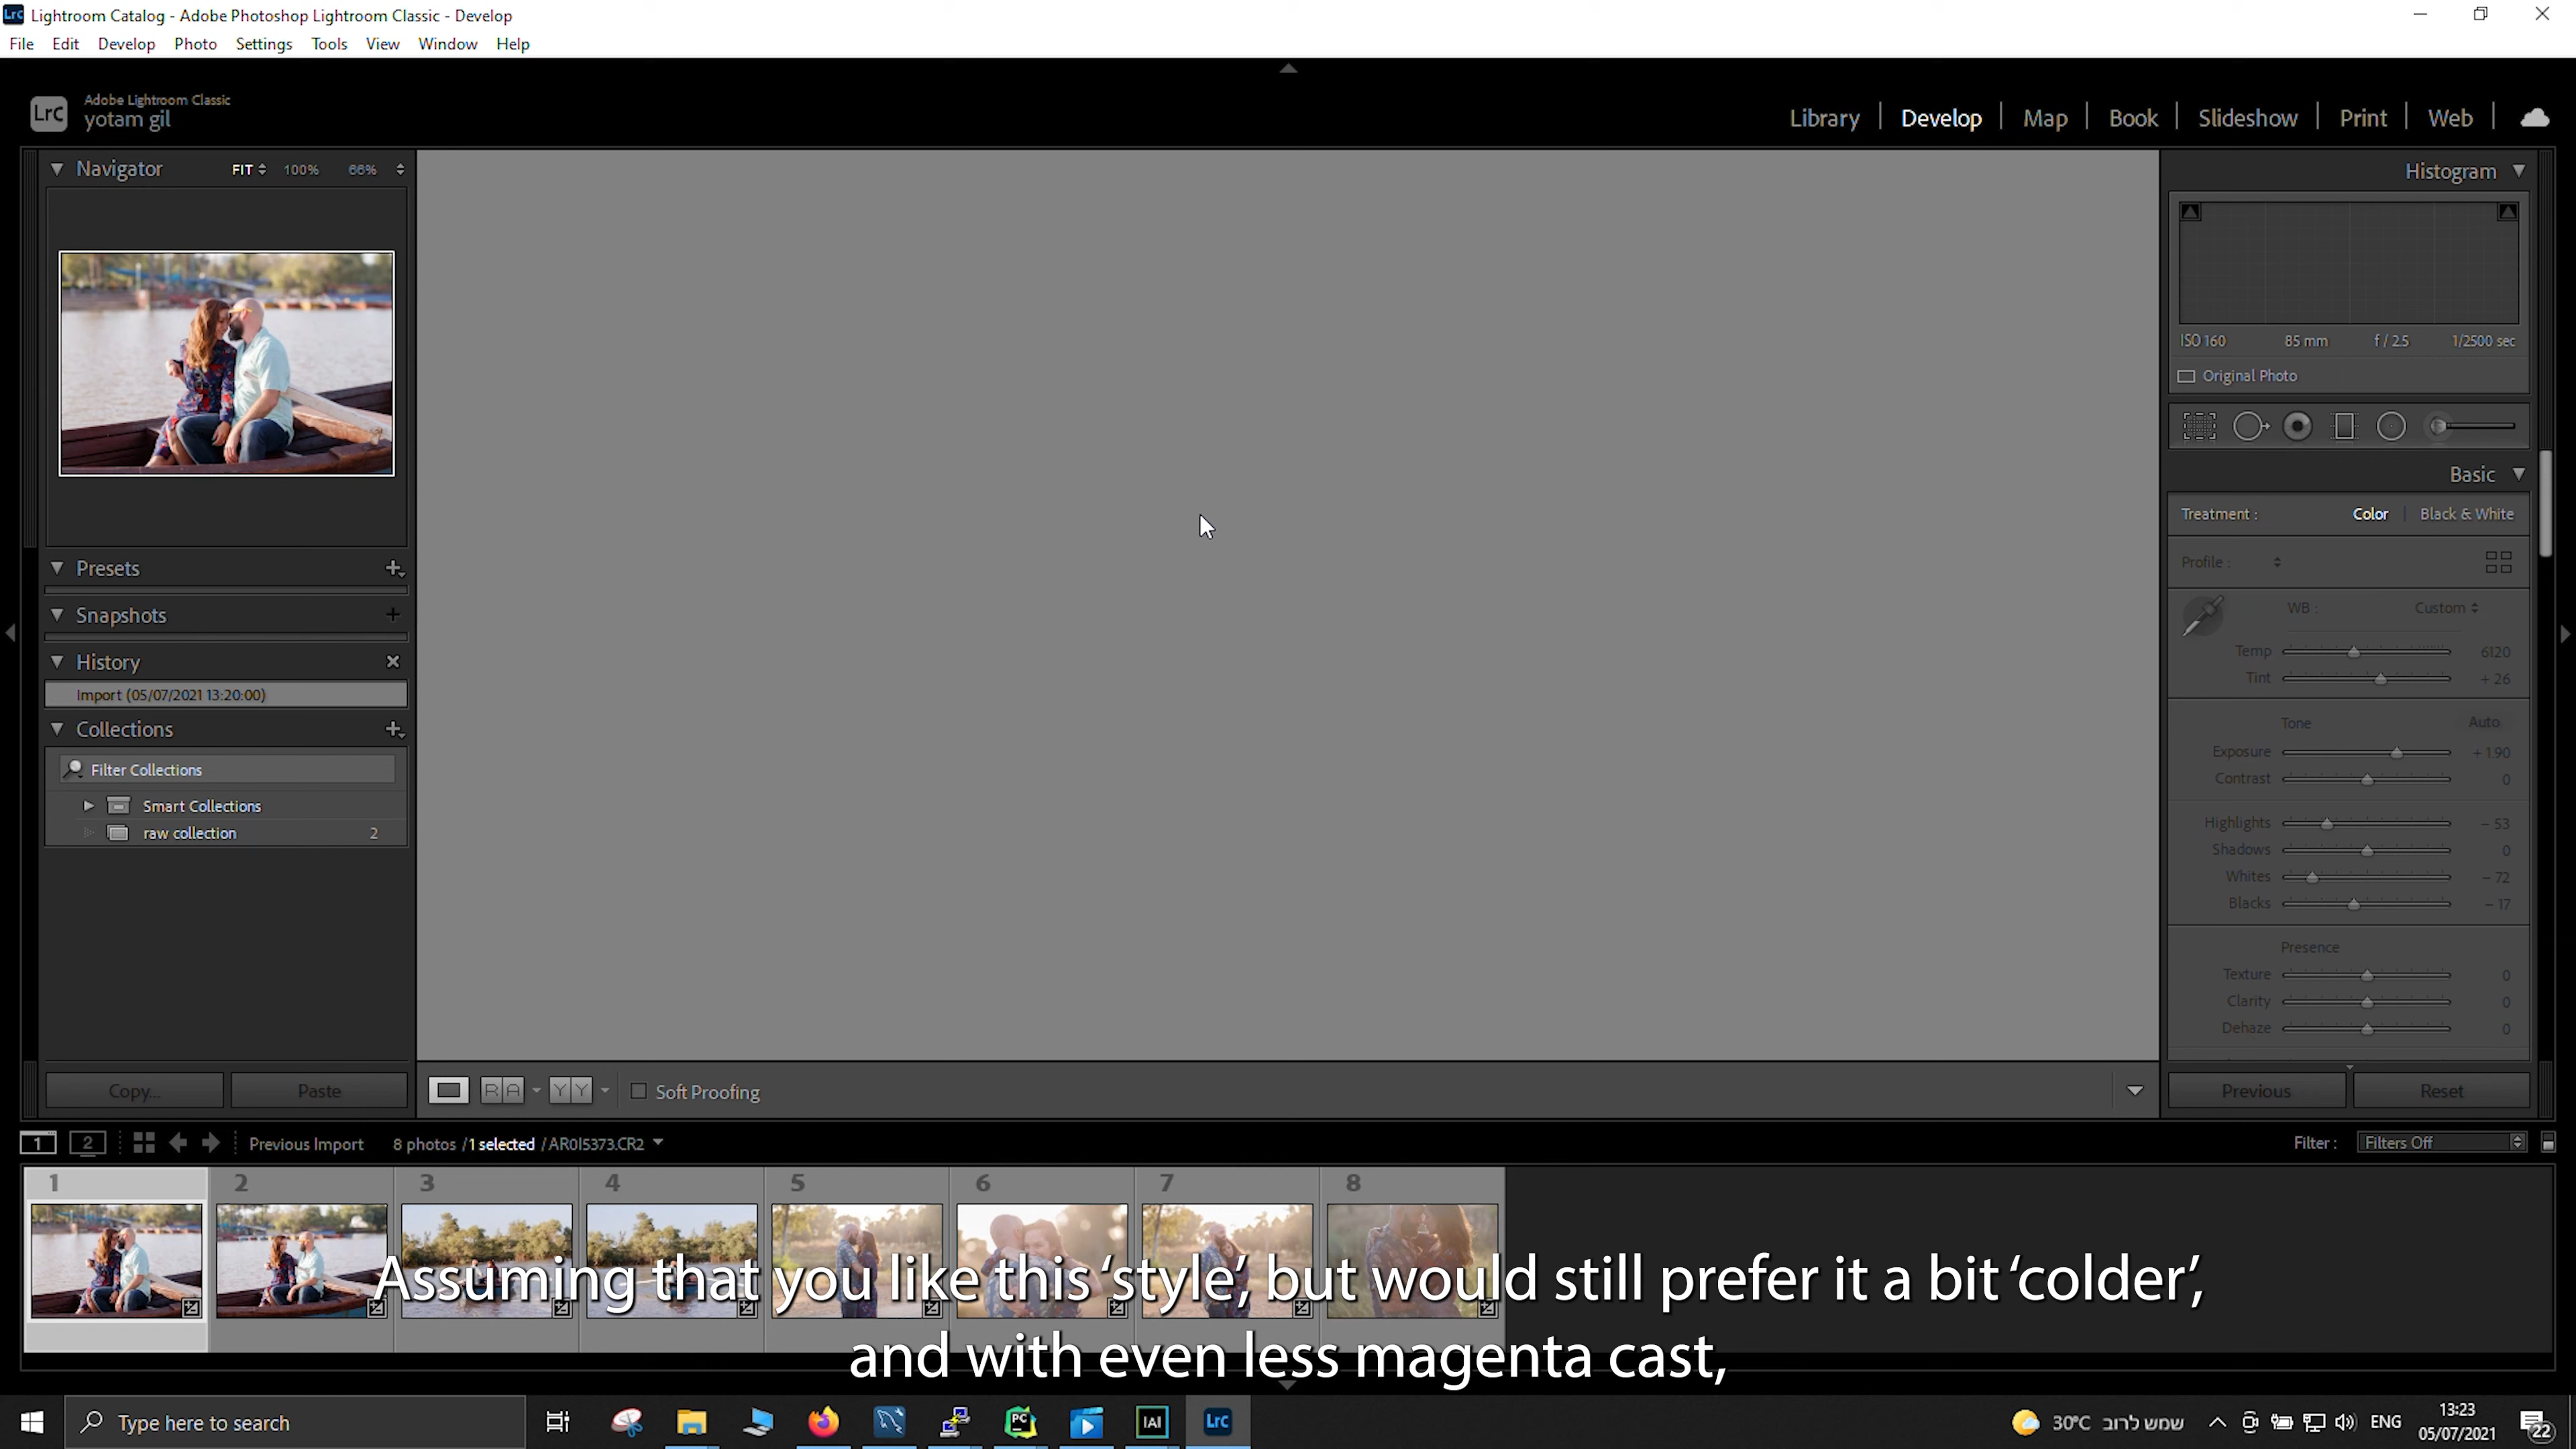 Lrc Lightroom Catalog - Adobe Photoshop Lightroom Classic - Develop
File Edit Develop Photo Settings Tools View Window Help
Lrc Adobe Lightroom Classic
yotam gil
Library | Develop | Map | Book | Slideshow | Print | Web
Navigator FIT 100% 66%
Histogram
ISO 160 85 mm f / 2.5 1/2500 sec
Original Photo
Presets
Snapshots
History
Import (05/07/2021 13:20:00)
Collections
Filter Collections
Smart Collections
raw collection 2
Copy... Paste
Basic
Treatment : Color Black & White
Profile :
WB : Custom
Temp 6120
Tint + 26
Tone Auto
Exposure + 1.90
Contrast 0
Highlights - 53
Shadows 0
Whites - 72
Blacks - 17
Presence
Texture 0
Clarity 0
Dehaze 0
R A Y Y Soft Proofing
Previous Reset
1 2 Previous Import 8 photos / 1 selected / AR0I5373.CR2
Filter : Filters Off
1 2 3 4 5 6 7 8
Assuming that you like this ‘style’, but would still prefer it a bit ‘colder’,
and with even less magenta cast,
Type here to search
PC IAI Lrc
30°C שמש לרוב
ENG
13:23
05/07/2021
22